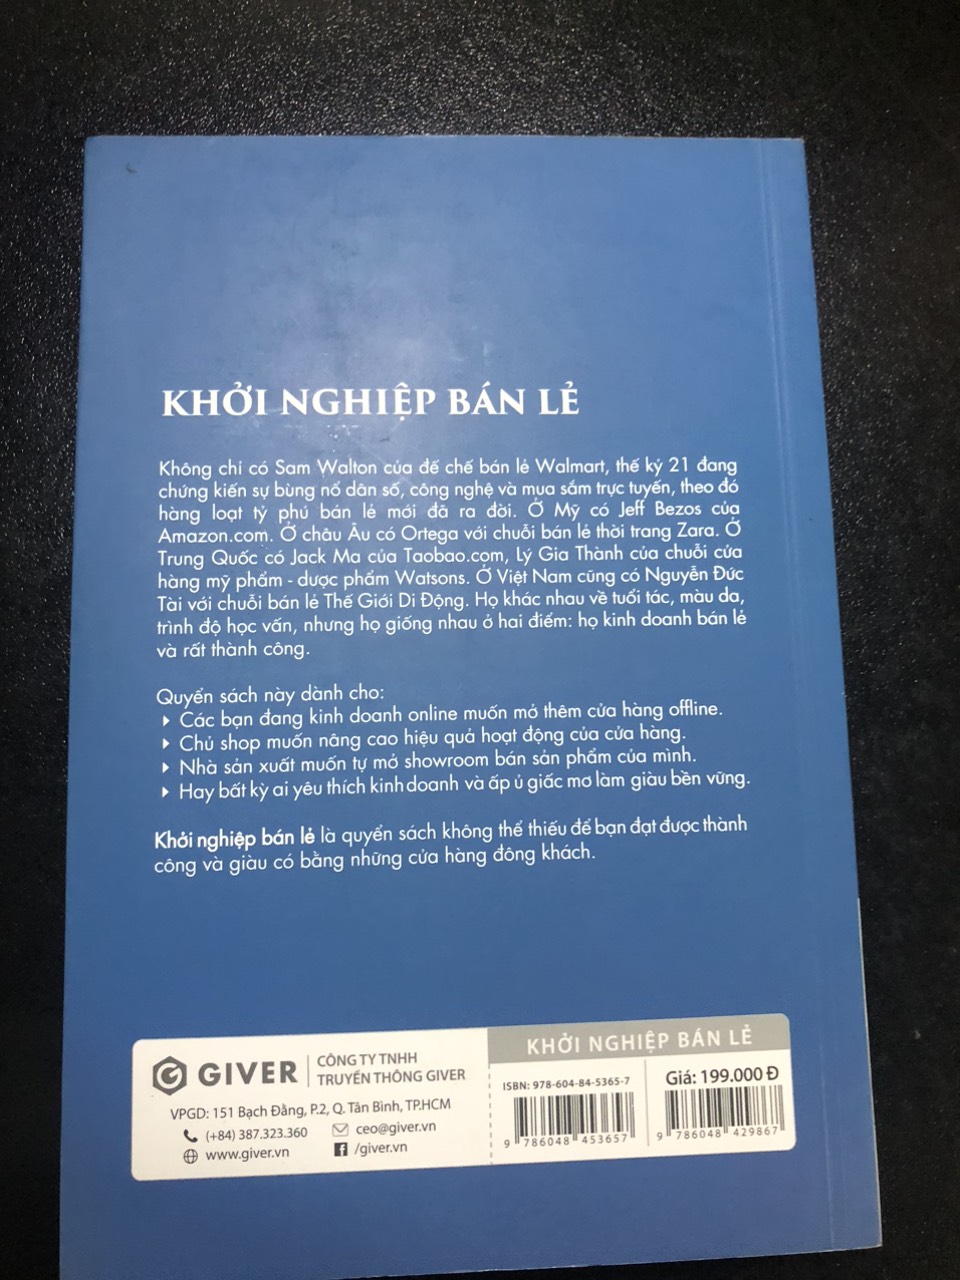 KHỞI NGHIỆP BÁN LẺ
Không chỉ có Sam Walton của đế chế bán lẻ Walmart, thế kỷ 21 đang
chứng kiến sự bùng nổ dân số, công nghệ và mua sắm trực tuyến, theo đó
hàng loạt tỷ phú bán lẻ mới đã ra đời. Ở Mỹ có Jeff Bezos của
Amazon.com. Ở châu Âu có Ortega với chuỗi bán lẻ thời trang Zara. Ở
Trung Quốc có Jack Ma của Taobao.com, Lý Gia Thành của chuỗi cửa
hàng mỹ phẩm - dược phẩm Watsons. Ở Việt Nam cũng có Nguyễn Đức
Tài với chuỗi bán lẻ Thế Giới Di Động. Họ khác nhau về tuổi tác, màu da,
trình độ học vấn, nhưng họ giống nhau ở hai điểm: họ kinh doanh bán lẻ
và rất thành công.
Quyển sách này dành cho:
Các bạn đang kinh doanh online muốn mở thêm cửa hàng offline.
Chủ shop muốn nâng cao hiệu quả hoạt động của cửa hàng.
Nhà sản xuất muốn tự mở showroom bán sản phẩm của mình.
Hay bất kỳ ai yêu thích kinh doanh và ấp ủ giấc mơ làm giàu bền vững.
Khởi nghiệp bán lẻ là quyển sách không thể thiếu để bạn đạt được thành
công và giàu có bằng những cửa hàng đông khách.
GIVER
CÔNG TY TNHH
TRUYỀN THÔNG GIVER
VPGD: 151 Bạch Đằng, P.2, Q. Tân Bình, TP.HCM
(+84) 387.323.360
ceo@giver.vn
www.giver.vn
/giver.vn
KHỞI NGHIỆP BÁN LẺ
ISBN: 978-604-84-5365-7
9 786048 453657
Giá: 199.000 Đ
9 786048 429867